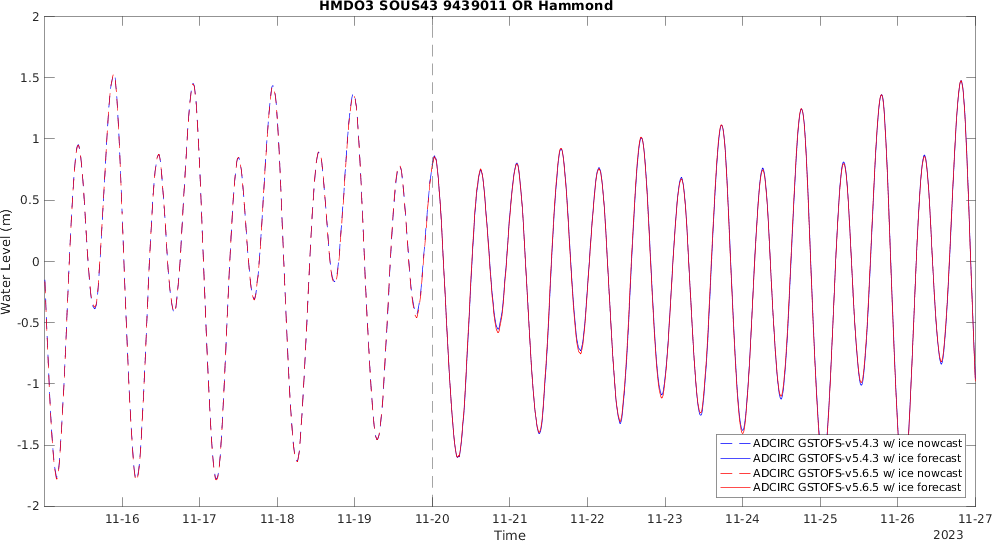 HMDO3 SOUS43 9439011 OR Hammond
2
1.5
1
0.5
0
-0.5
-1
-1.5
-2
Water Level (m)
11-16 11-17 11-18 11-19 11-20 11-21 11-22 11-23 11-24 11-25 11-26 11-27
Time
2023
ADCIRC GSTOFS-v5.4.3 w/ ice nowcast
ADCIRC GSTOFS-v5.4.3 w/ ice forecast
ADCIRC GSTOFS-v5.6.5 w/ ice nowcast
ADCIRC GSTOFS-v5.6.5 w/ ice forecast